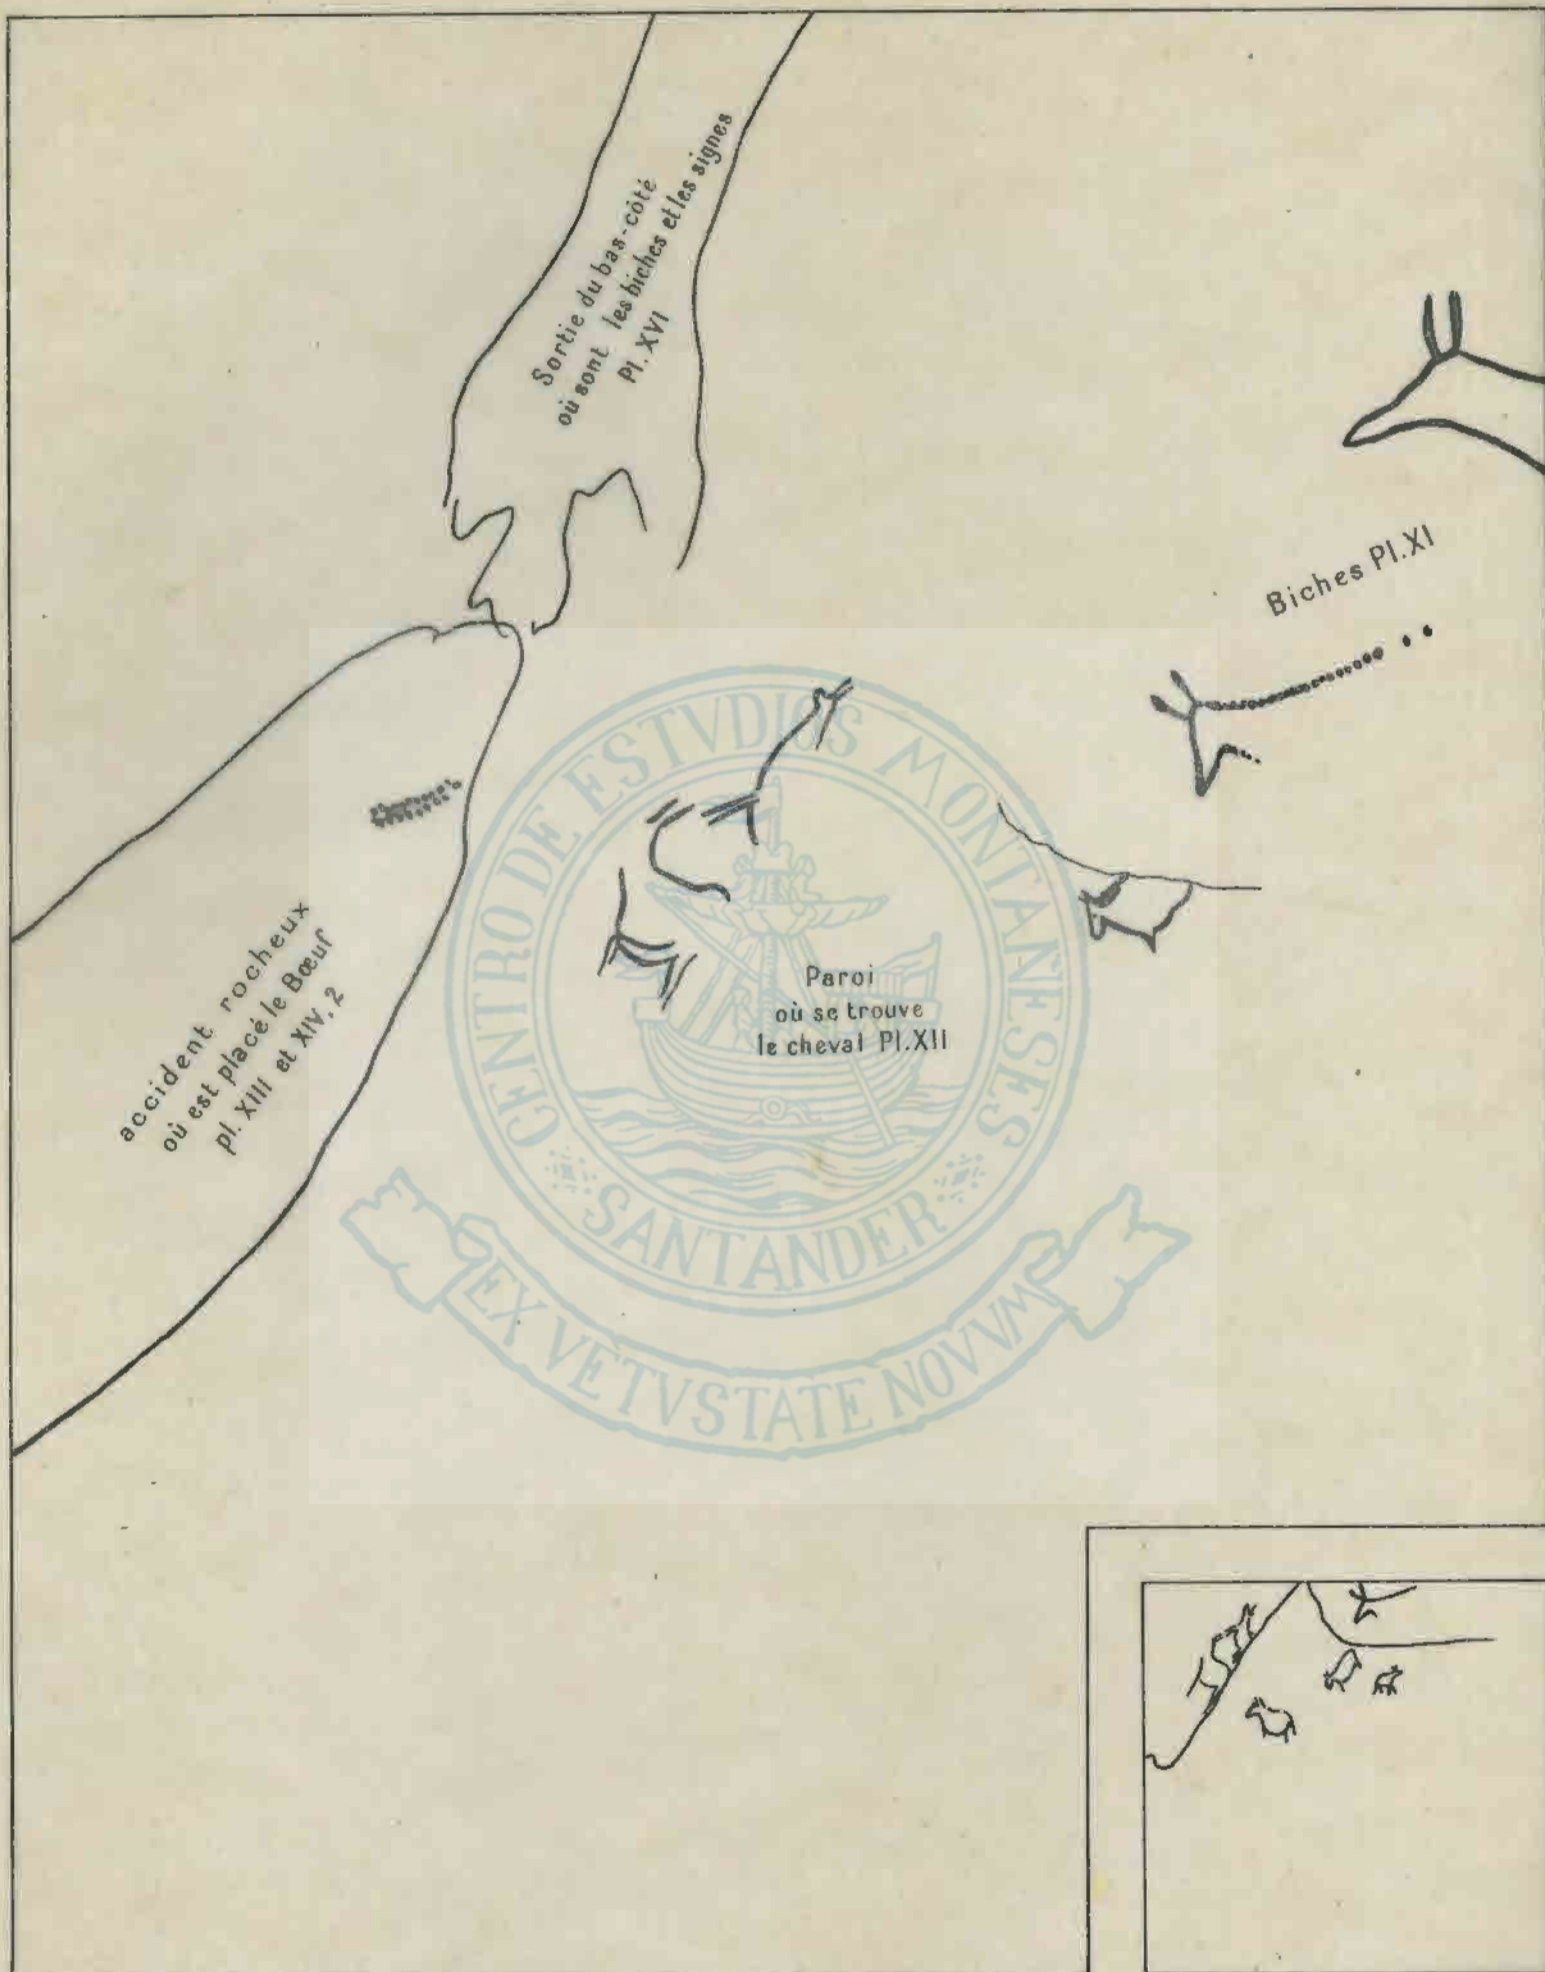 Sortie du bas-côté
où sont les biches et les signes
Pl. XVI
Biches Pl. XI
accident rocheux
où est placé le Bœuf
pl. XIII et XIV, 2
Paroi
où se trouve
le cheval Pl. XII
CENTRO DE ESTVDIOS MONTAÑESES
SANTANDER
EX VETVSTATE NOVVM